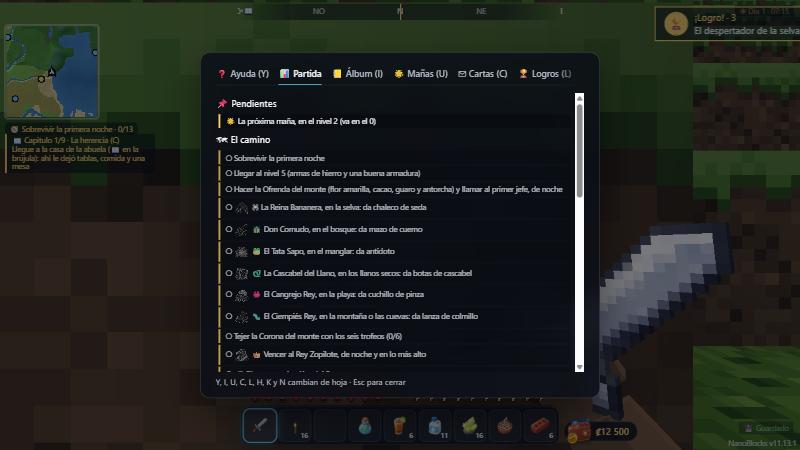 NO
N
NE
Día 1 · 07:15
¡Logro! · 3
El despertador de la selva
Sobrevivir la primera noche · 0/13
Capítulo 1/9 · La herencia (C)
Llegue a la casa de la abuela ( en la
brújula): ahí le dejó tablas, comida y una
mesa
Ayuda (Y) Partida Álbum (I) Mañas (U) Cartas (C) Logros (L)
Pendientes
La próxima maña, en el nivel 2 (va en el 0)
El camino
Sobrevivir la primera noche
Llegar al nivel 5 (armas de hierro y una buena armadura)
Hacer la Ofrenda del monte (flor amarilla, cacao, guaro y antorcha) y llamar al primer jefe, de noche
La Reina Bananera, en la selva: da chaleco de seda
Don Cornudo, en el bosque: da mazo de cuerno
El Tata Sapo, en el manglar: da antídoto
La Cascabel del Llano, en los llanos secos: da botas de cascabel
El Cangrejo Rey, en la playa: da cuchillo de pinza
El Ciempiés Rey, en la montaña o las cuevas: da lanza de colmillo
Tejer la Corona del monte con los seis trofeos (0/6)
Vencer al Rey Zopilote, de noche y en lo más alto
Y, I, U, C, L, H, K y N cambian de hoja · Esc para cerrar
16
6
11
16
6
₡12 500
Guardado
NanoBlocks v11.13.1